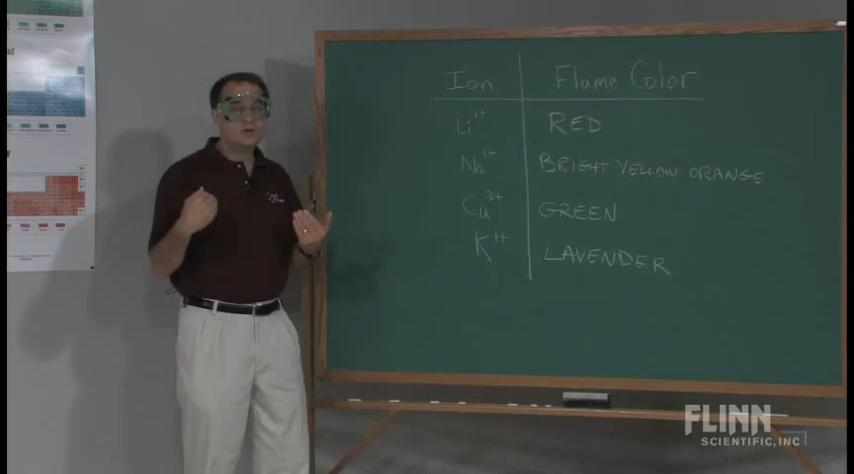 Ion Flame Color
Li¹⁺ RED
Na¹⁺ BRIGHT YELLOW-ORANGE
Cu²⁺ GREEN
K¹⁺ LAVENDER
FLINN
SCIENTIFIC, INC